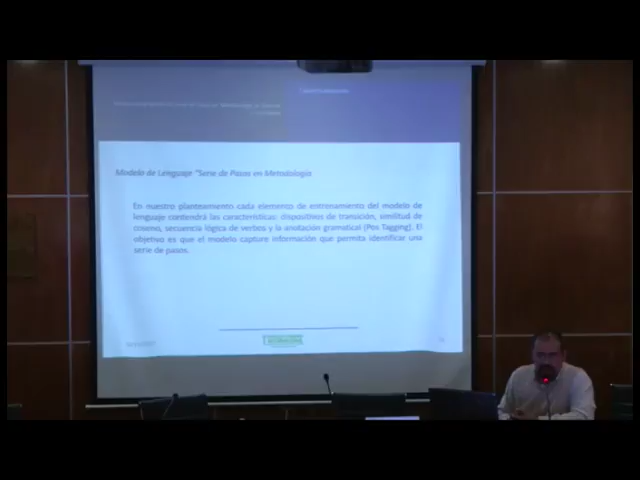 Modelo de Lenguaje "Serie de Pasos en Metodología
En nuestro planteamiento cada elemento de entrenamiento del modelo de
lenguaje contendrá las características: dispositivos de transición, similitud de
coseno, secuencia lógica de verbos y la anotación gramatical (Pos Tagging). El
objetivo es que el modelo capture información que permita identificar una
serie de pasos.